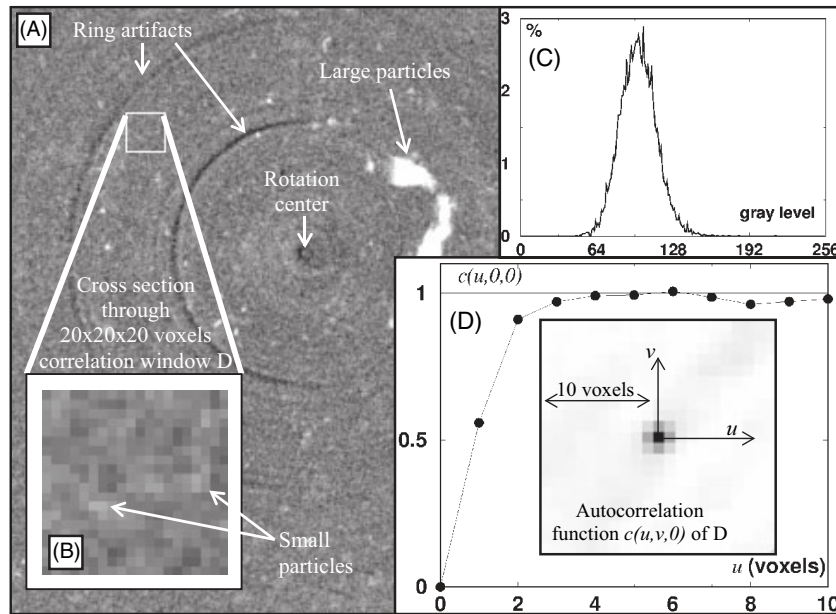 (A)
Ring artifacts
Large particles
Rotation
center
Cross section
through
20x20x20 voxels
correlation window D
(B)
Small
particles
3
%
(C)
2
1
0
gray level
0
64
128
192
256
c(u,0,0)
1
(D)
v
10 voxels
u
0.5
Autocorrelation
function c(u,v,0) of D
0
u (voxels)
0
2
4
6
8
10